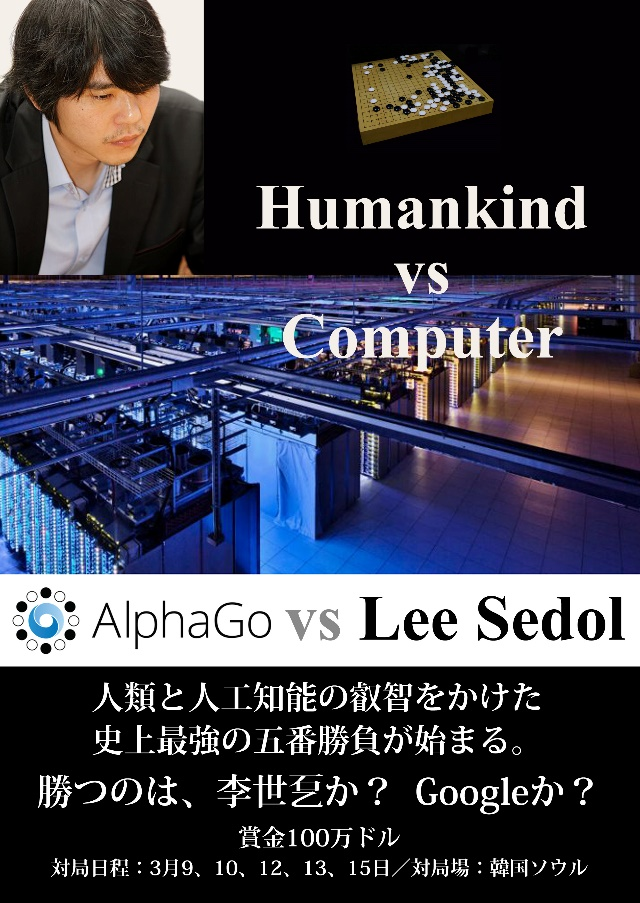 Humankind
vs
Computer
AlphaGo vs Lee Sedol
人類と人工知能の叡智をかけた
史上最強の五番勝負が始まる。
勝つのは、李世乭か? Googleか?
賞金100万ドル
対局日程:3月9、10、12、13、15日/対局場:韓国ソウル